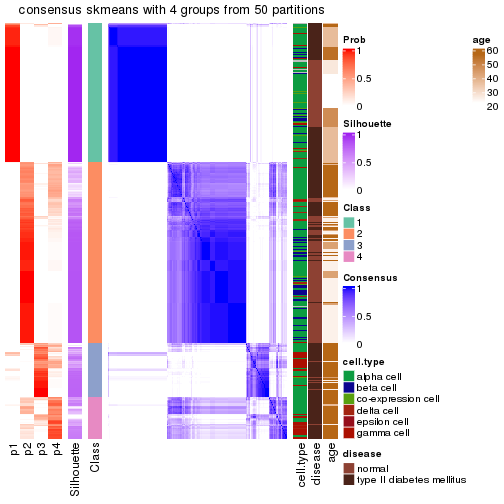 consensus skmeans with 4 groups from 50 partitions
Prob
1
0.5
0
Silhouette
1
0.5
0
Class
1
2
3
4
Consensus
1
0.5
0
cell.type
alpha cell
beta cell
co-expression cell
delta cell
epsilon cell
gamma cell
disease
normal
type II diabetes mellitus
age
60
50
40
30
20
p1
p2
p3
p4
Silhouette
Class
cell.type
disease
age